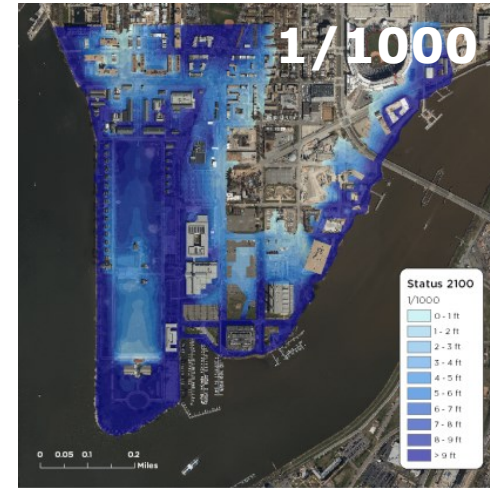 1/1000
Status 2100
1/1000
0 - 1 ft
1 - 2 ft
2 - 3 ft
3 - 4 ft
4 - 5 ft
5 - 6 ft
6 - 7 ft
7 - 8 ft
8 - 9 ft
> 9 ft
0 0.05 0.1 0.2
Miles